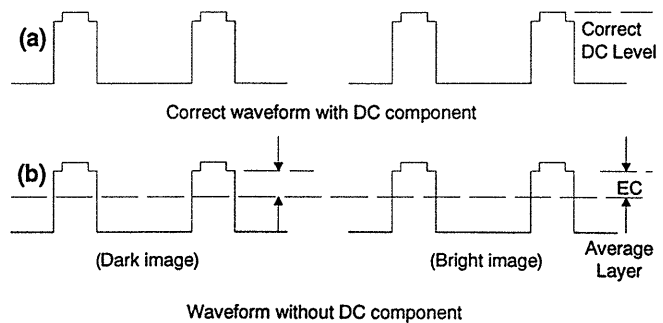 (a)
Correct
DC Level
Correct waveform with DC component
(b)
EC
(Dark image)
(Bright image)
Average
Layer
Waveform without DC component